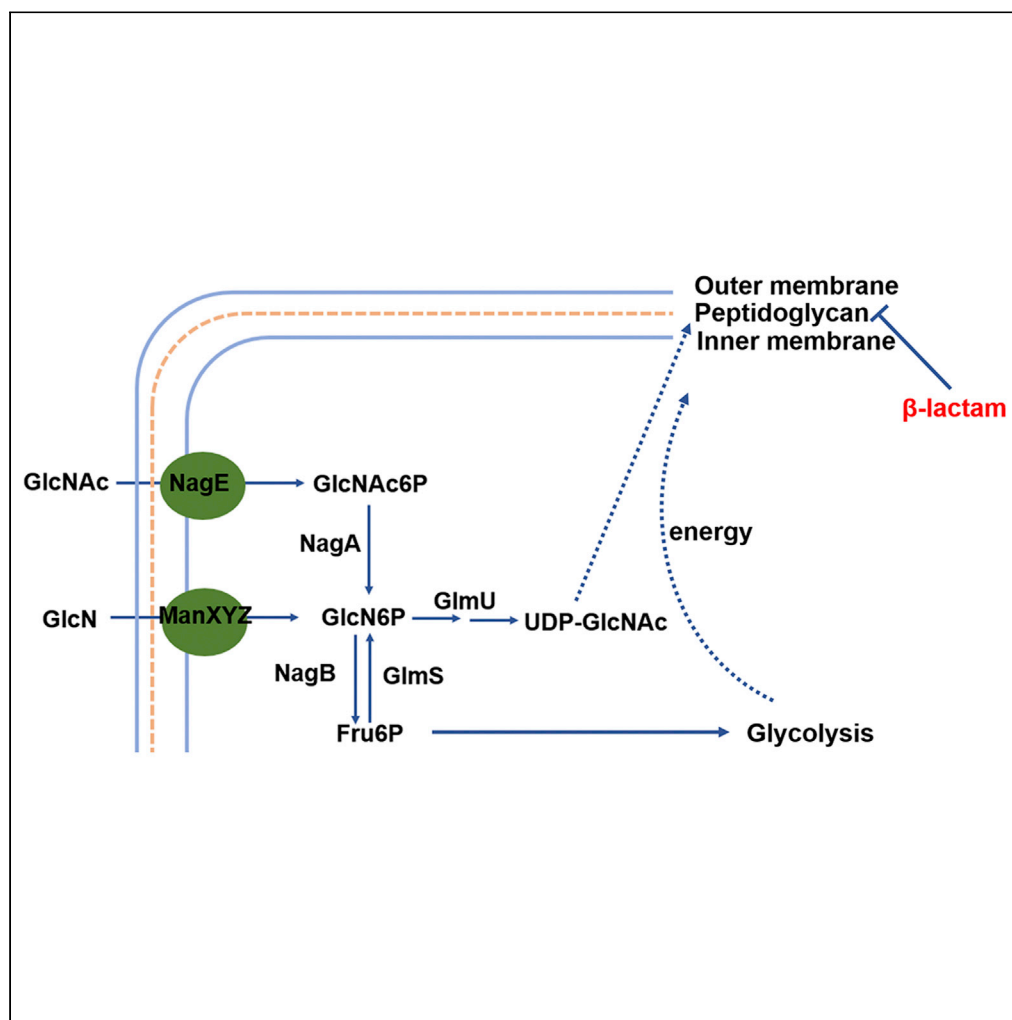 Outer membrane
Peptidoglycan
Inner membrane
β-lactam
GlcNAc
NagE
GlcNAc6P
NagA
energy
GlcN
ManXYZ
GlcN6P
GlmU
UDP-GlcNAc
NagB
GlmS
Fru6P
Glycolysis